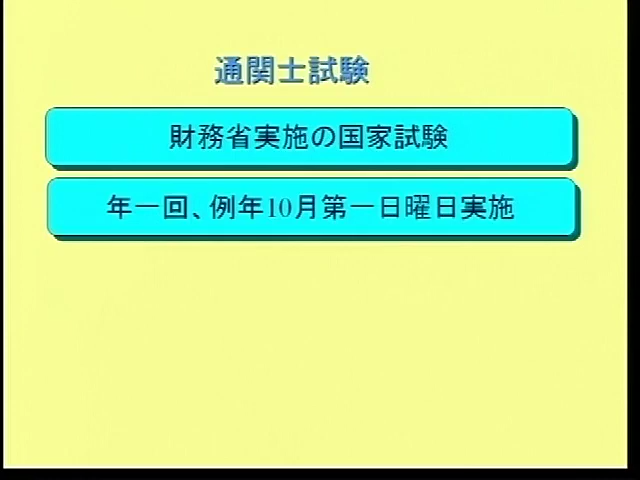 通関士試験
財務省実施の国家試験
年一回、例年10月第一日曜日実施